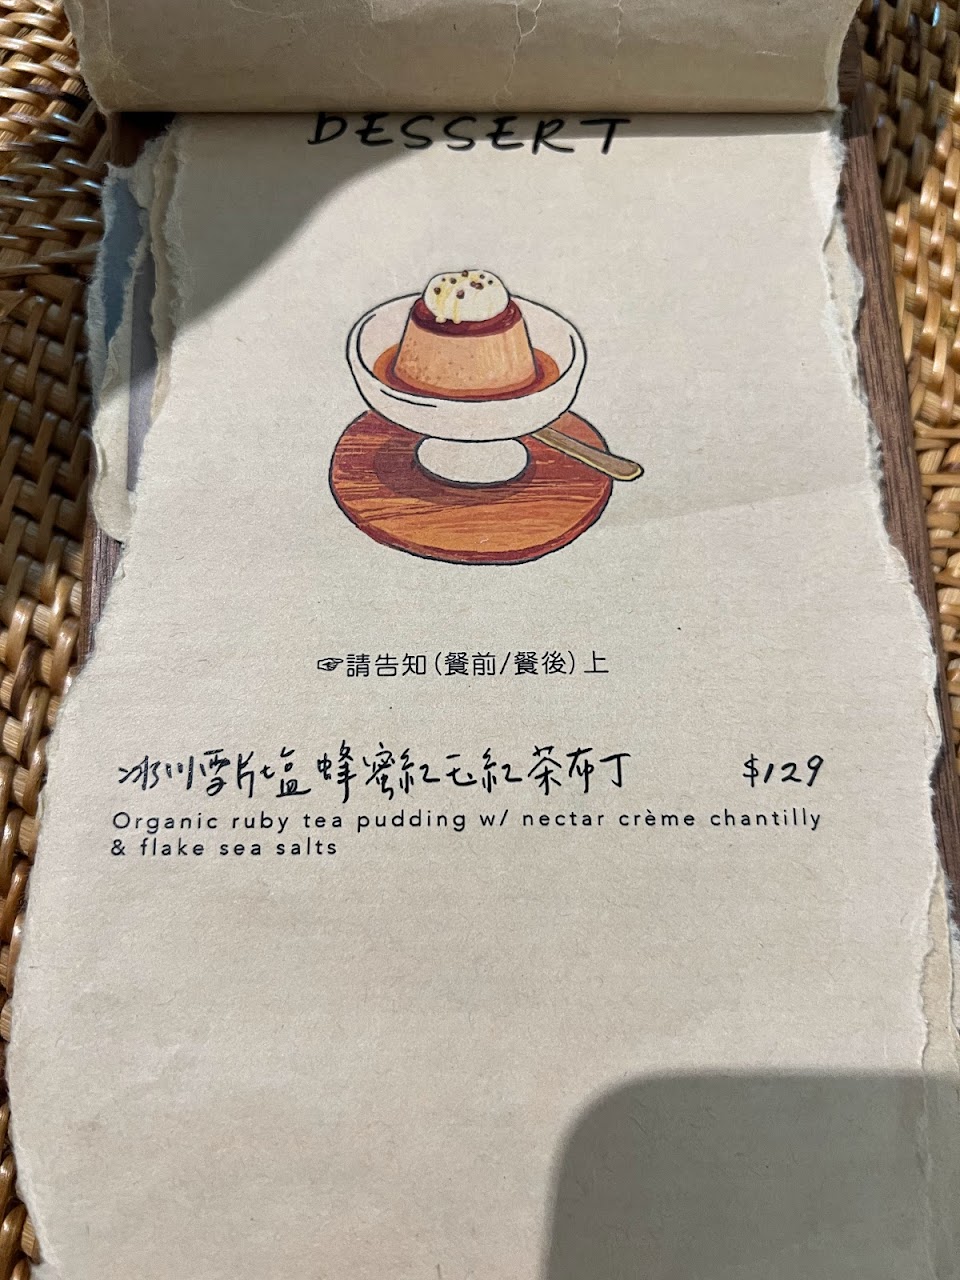 DESSERT
☞請告知(餐前/餐後)上
冰川雪片塩蜂蜜紅玉紅茶布丁 $129
Organic ruby tea pudding w/ nectar crème chantilly
& flake sea salts